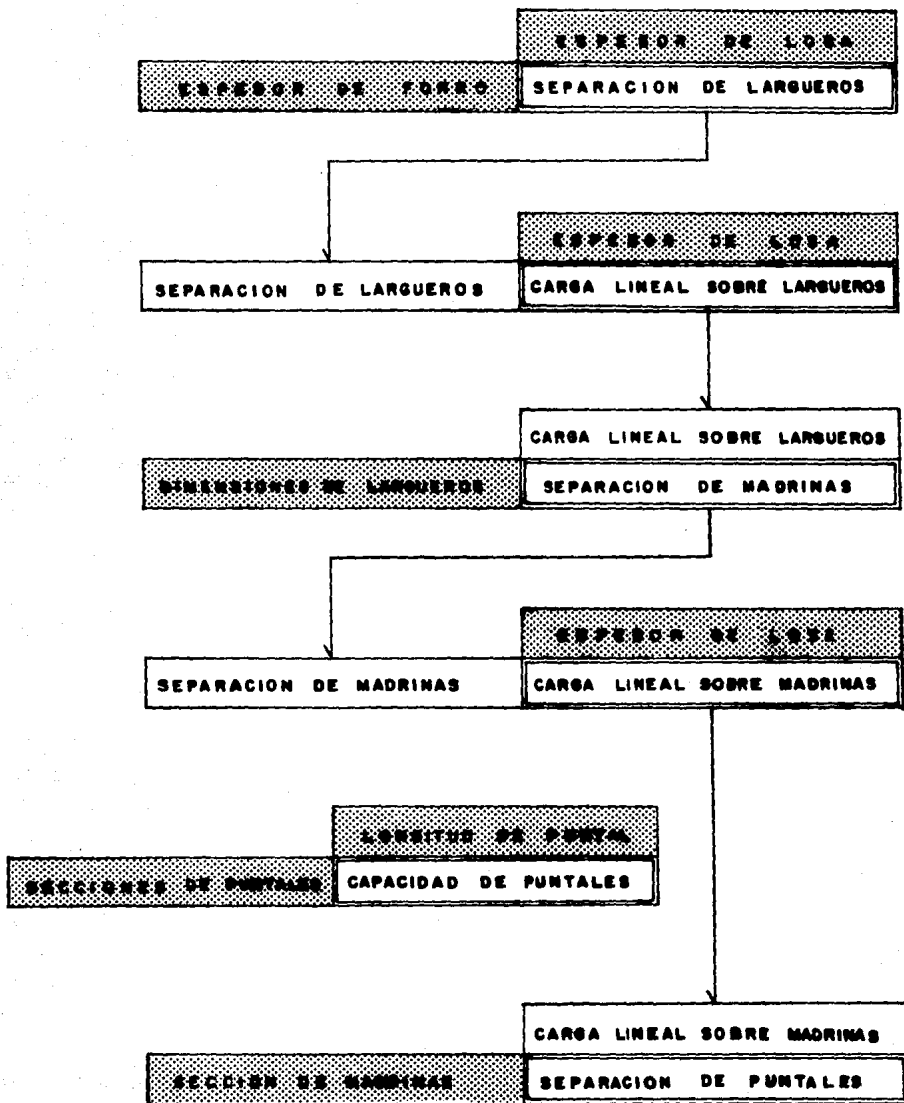 ESPESOR DE LOSA
ESPESOR DE FORRO
SEPARACION DE LARGUEROS
ESPESOR DE LOSA
SEPARACION DE LARGUEROS
CARGA LINEAL SOBRE LARGUEROS
CARGA LINEAL SOBRE LARGUEROS
DIMENSIONES DE LARGUEROS
SEPARACION DE MADRINAS
ESPESOR DE LOSA
SEPARACION DE MADRINAS
CARGA LINEAL SOBRE MADRINAS
LONGITUD DE PUNTAL
SECCIONES DE PUNTALES
CAPACIDAD DE PUNTALES
CARGA LINEAL SOBRE MADRINAS
SECCION DE MADRINAS
SEPARACION DE PUNTALES